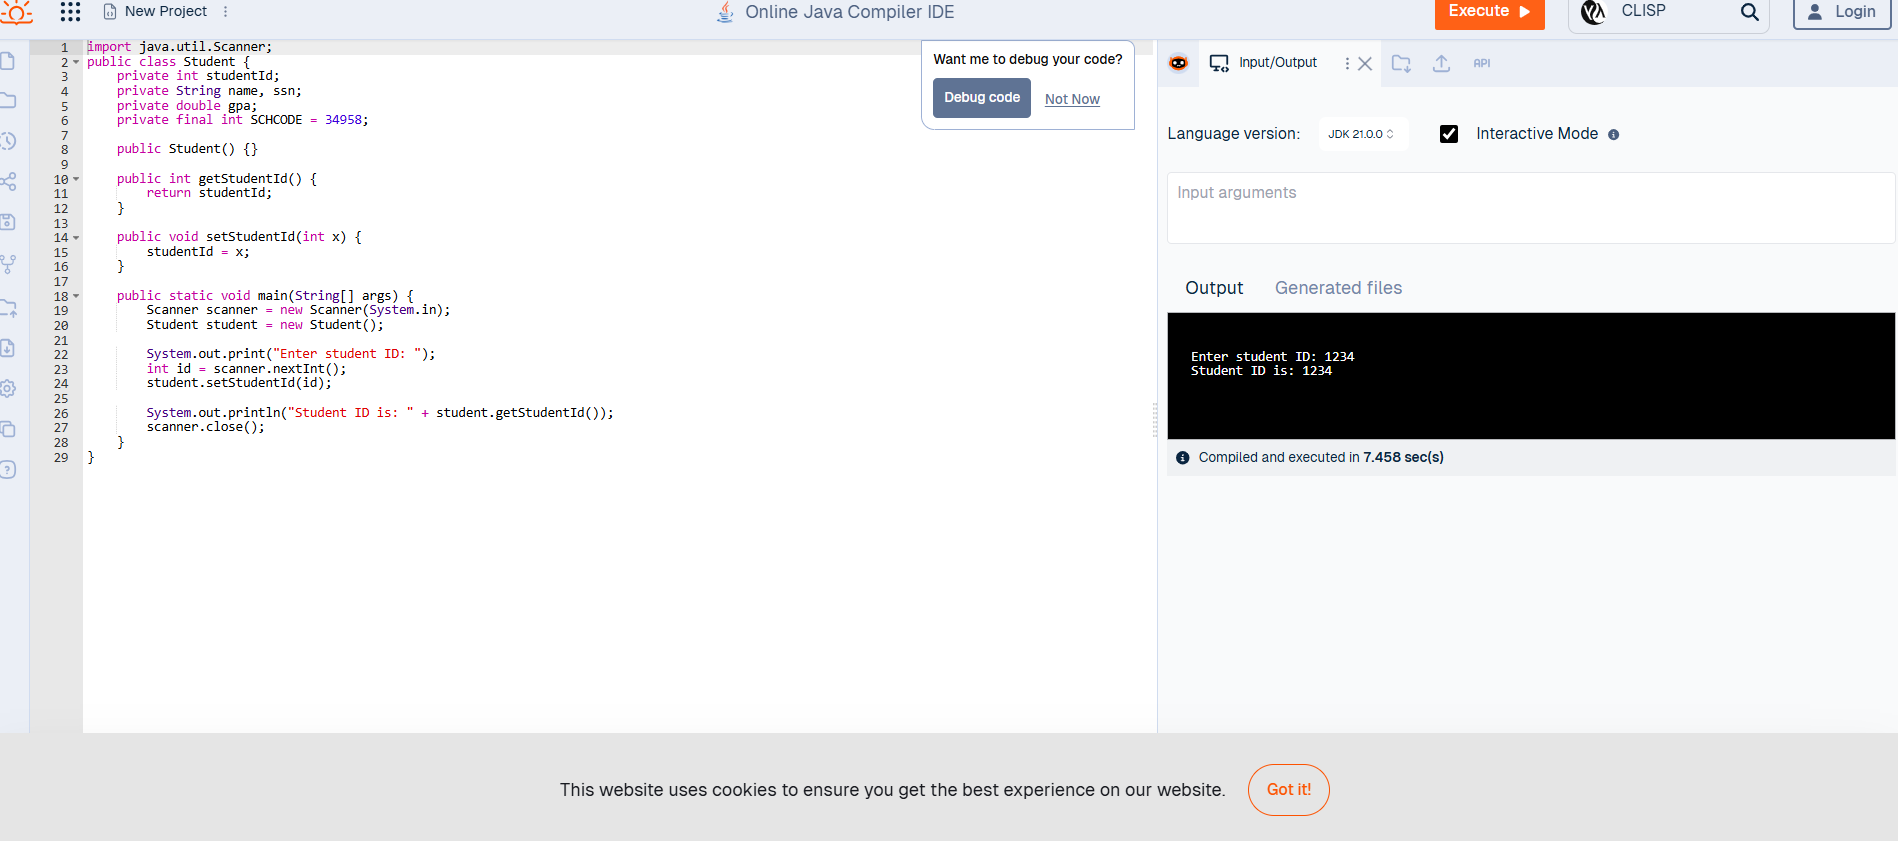 New Project
Online Java Compiler IDE
Execute
CLISP
Login
1 import java.util.Scanner;
2 public class Student {
3     private int studentId;
4     private String name, ssn;
5     private double gpa;
6     private final int SCHCODE = 34958;
7
8     public Student() {}
9
10     public int getStudentId() {
11         return studentId;
12     }
13
14     public void setStudentId(int x) {
15         studentId = x;
16     }
17
18     public static void main(String[] args) {
19         Scanner scanner = new Scanner(System.in);
20         Student student = new Student();
21
22         System.out.print("Enter student ID: ");
23         int id = scanner.nextInt();
24         student.setStudentId(id);
25
26         System.out.println("Student ID is: " + student.getStudentId());
27         scanner.close();
28     }
29 }
Want me to debug your code?
Debug code
Not Now
Input/Output
API
Language version:
JDK 21.0.0
Interactive Mode
Input arguments
Output
Generated files
Enter student ID: 1234
Student ID is: 1234
Compiled and executed in 7.458 sec(s)
This website uses cookies to ensure you get the best experience on our website.
Got it!